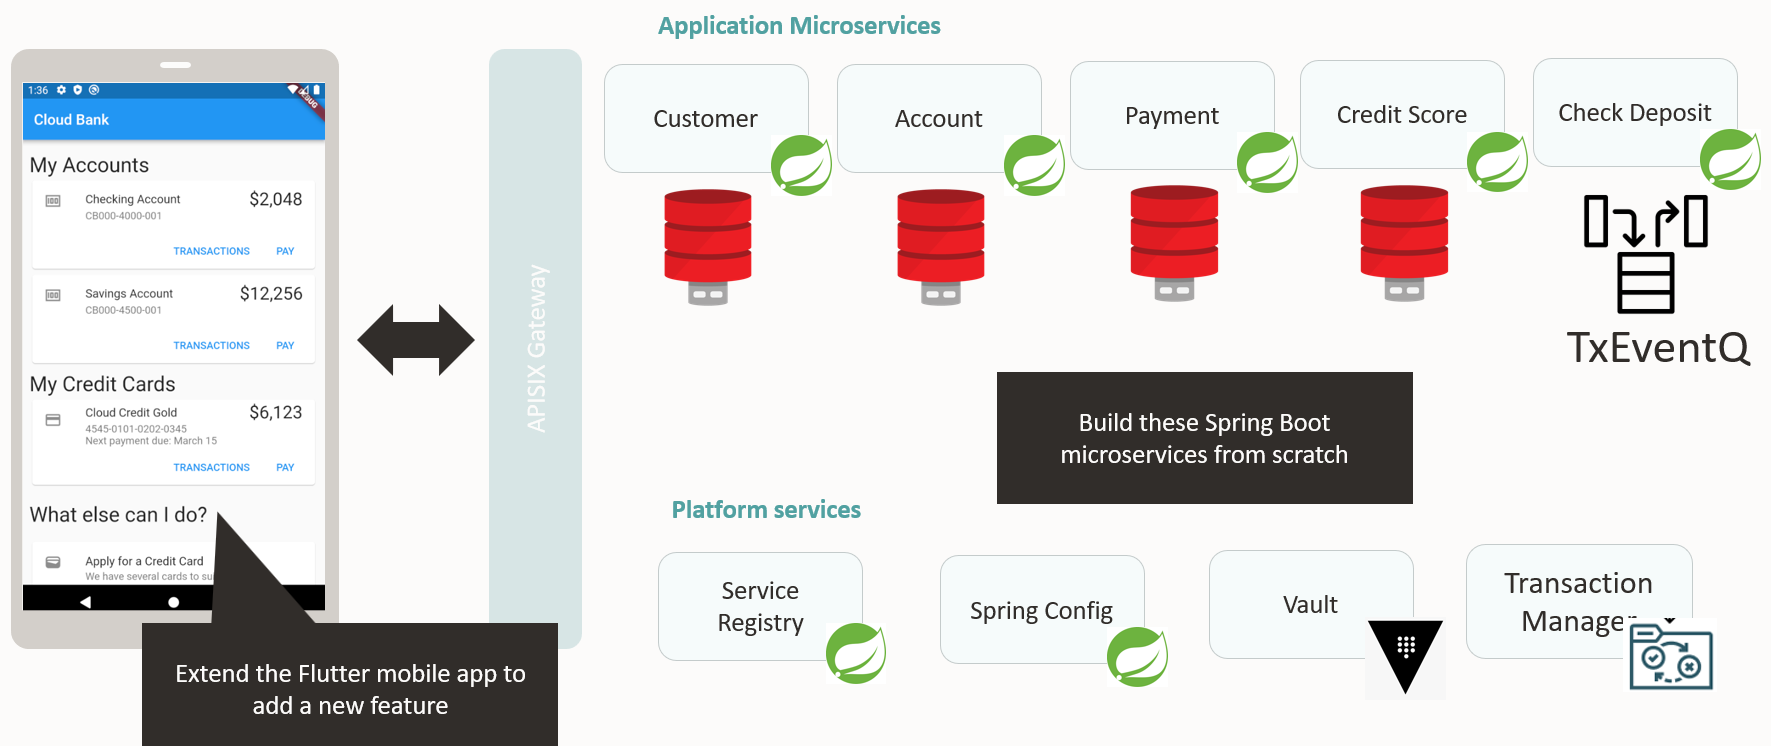 1:36
DEBUG
Cloud Bank
My Accounts
Checking Account
$2,048
CB000-4000-001
TRANSACTIONS PAY
Savings Account
$12,256
CB000-4500-001
TRANSACTIONS PAY
My Credit Cards
Cloud Credit Gold
$6,123
4545-0101-0202-0345
Next payment due: March 15
TRANSACTIONS PAY
What else can I do?
Apply for a Credit Card
We have several cards to su
Extend the Flutter mobile app to
add a new feature
APISIX Gateway
Application Microservices
Customer
Account
Payment
Credit Score
Check Deposit
TxEventQ
Build these Spring Boot
microservices from scratch
Platform services
Service
Registry
Spring Config
Vault
Transaction
Manager